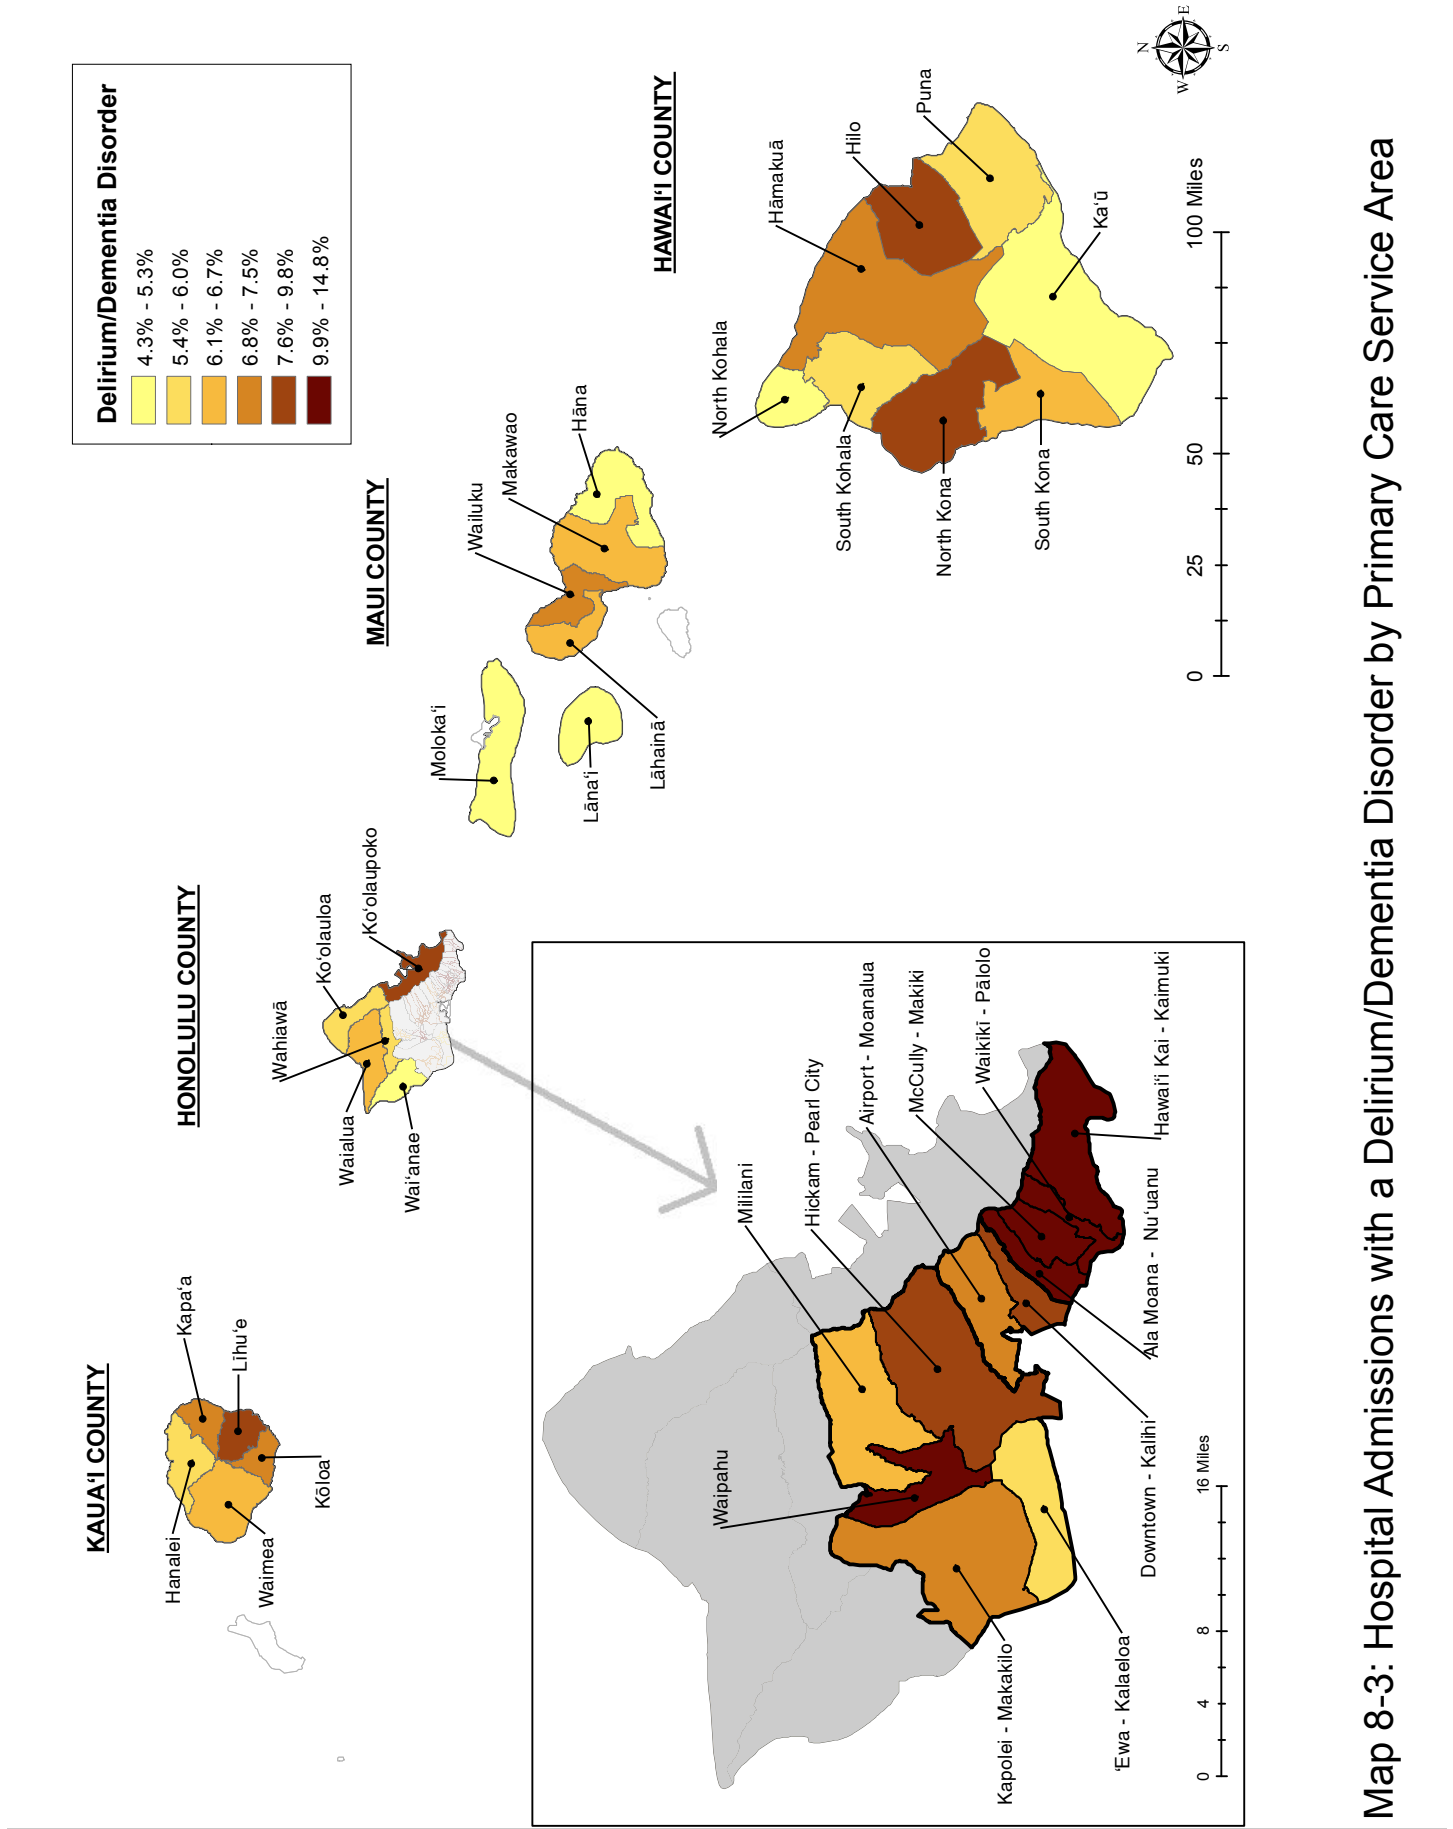 Delirium/Dementia Disorder
4.3% - 5.3%
5.4% - 6.0%
6.1% - 6.7%
6.8% - 7.5%
7.6% - 9.8%
9.9% - 14.8%
KAUAʻI COUNTY
Hanalei
Kapaʻa
Līhuʻe
Waimea
Kōloa
HONOLULU COUNTY
Wahiawā
Koʻolauloa
Koʻolaupoko
Waialua
Waiʻanae
MAUI COUNTY
Molokaʻi
Lānaʻi
Lāhainā
Wailuku
Makawao
Hāna
HAWAIʻI COUNTY
North Kohala
Hāmakuā
Hilo
Puna
South Kohala
North Kona
South Kona
Kaʻū
N
E
S
W
0
25
50
100 Miles
Waipahu
Mililani
Hickam - Pearl City
Airport - Moanalua
McCully - Makiki
Waikikī - Pālolo
Hawaiʻi Kai - Kaimuki
Ala Moana - Nuʻuanu
Downtown - Kalihi
ʻEwa - Kalaeloa
Kapolei - Makakilo
0
4
8
16 Miles
Map 8-3: Hospital Admissions with a Delirium/Dementia Disorder by Primary Care Service Area